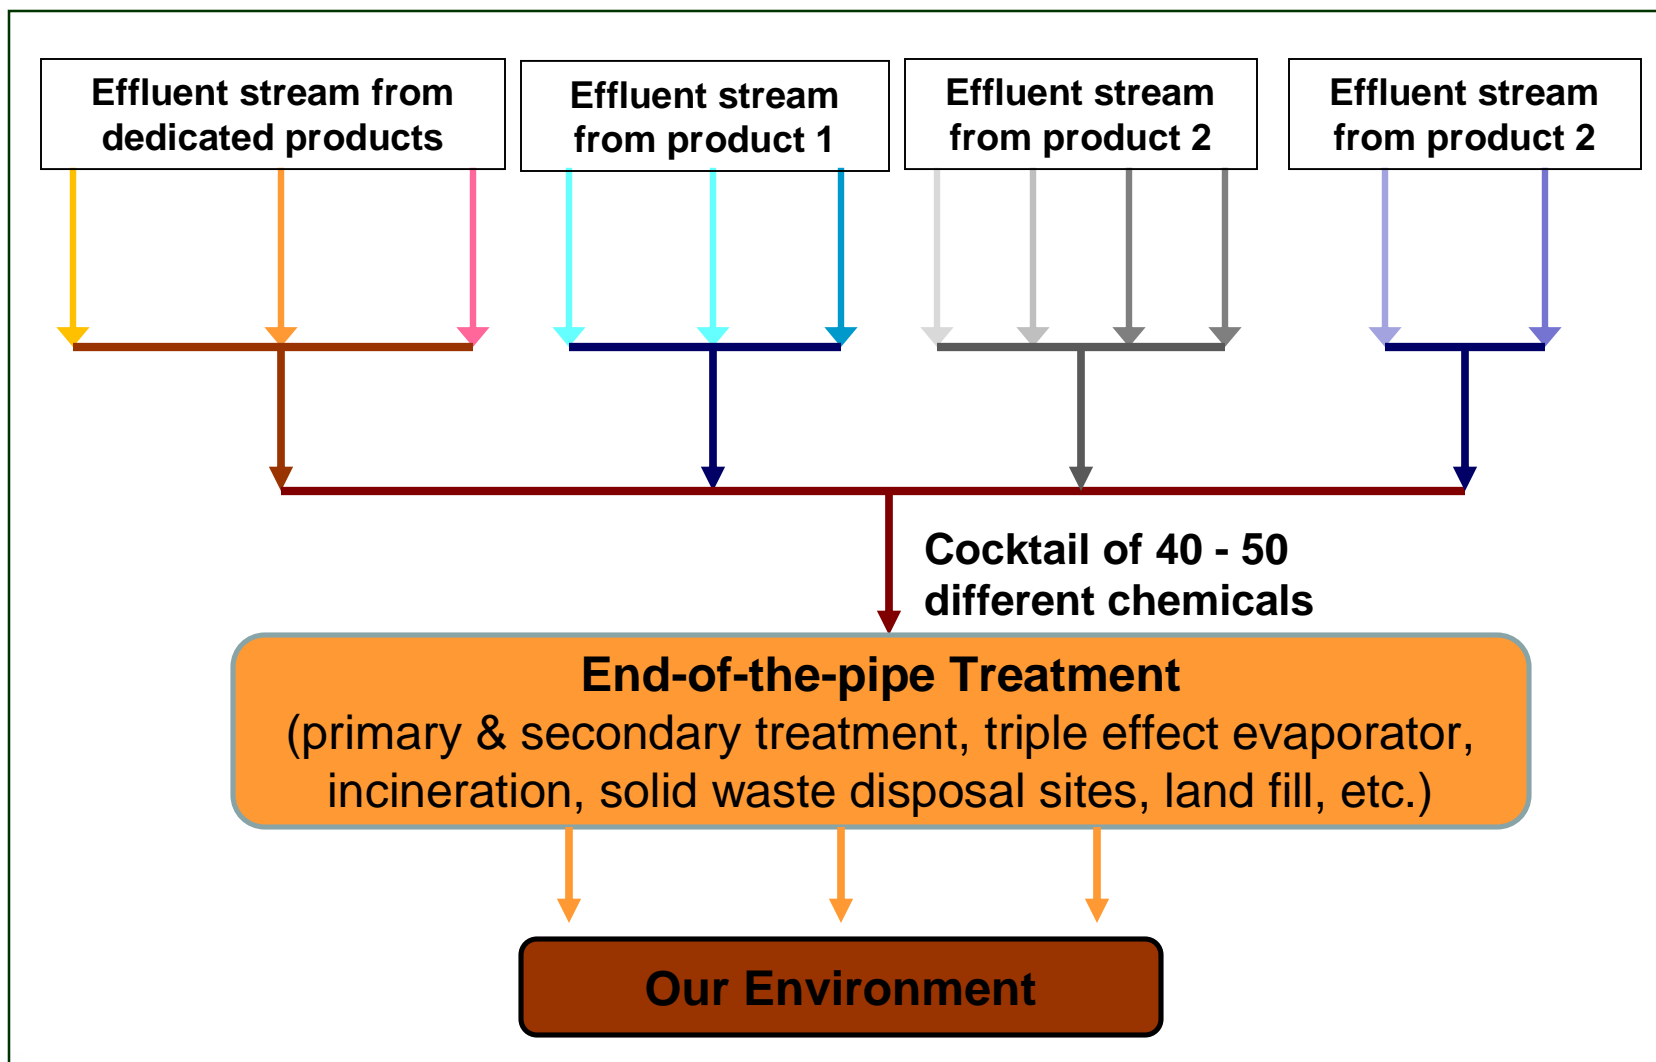 Effluent stream from
dedicated products
Effluent stream
from product 1
Effluent stream
from product 2
Effluent stream
from product 2
Cocktail of 40 - 50
different chemicals
End-of-the-pipe Treatment
(primary & secondary treatment, triple effect evaporator,
incineration, solid waste disposal sites, land fill, etc.)
Our Environment